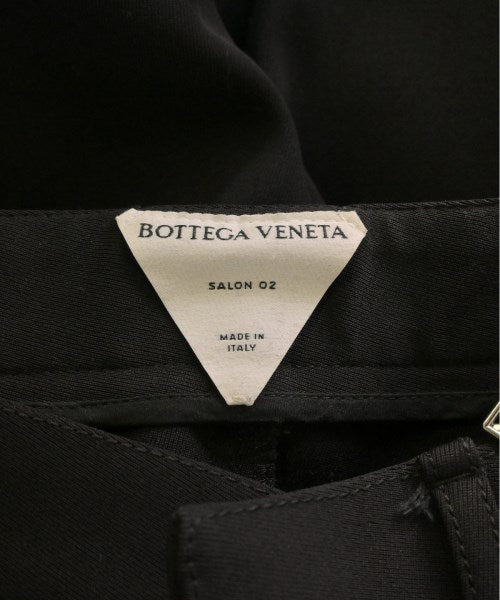 BOTTEGA VENETA
SALON 02
MADE IN
ITALY